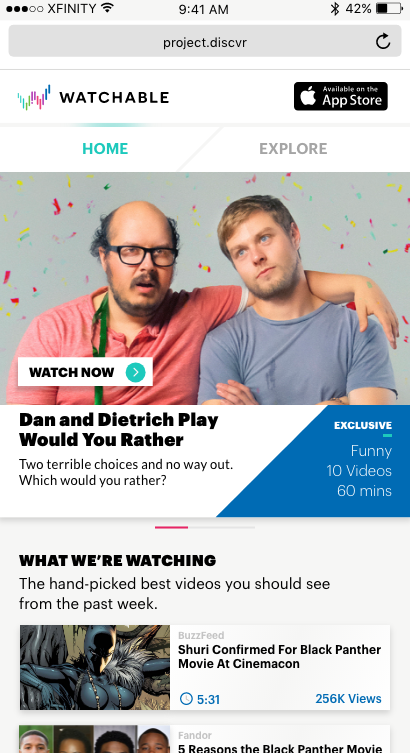 XFINITY 9:41 AM 42%
project.discvr
WATCHABLE
Available on the
App Store
HOME EXPLORE
WATCH NOW
Dan and Dietrich Play
Would You Rather
Two terrible choices and no way out.
Which would you rather?
EXCLUSIVE
Funny
10 Videos
60 mins
WHAT WE’RE WATCHING
The hand-picked best videos you should see
from the past week.
BuzzFeed
Shuri Confirmed For Black Panther
Movie At Cinemacon
5:31 256K Views
Fandor
5 Reasons the Black Panther Movie